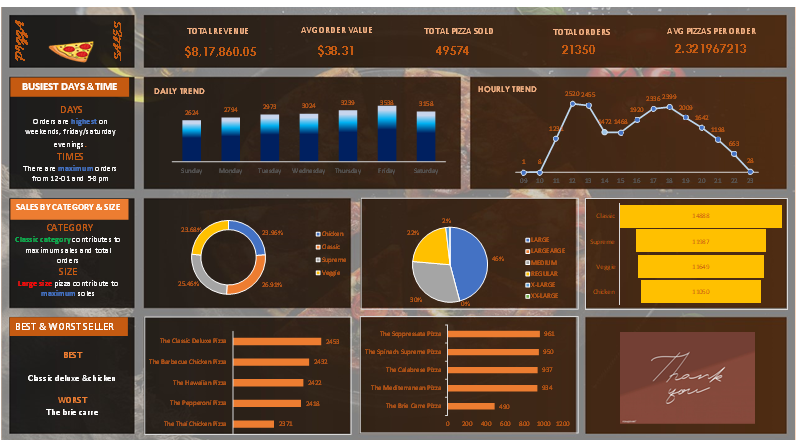 Pizza
SALES
TOTAL REVENUE
$8,17,860.05
AVG ORDER VALUE
$38.31
TOTAL PIZZA SOLD
49574
TOTAL ORDERS
21350
AVG PIZZAS PER ORDER
2.321967213
BUSIEST DAYS & TIME
DAYS
Orders are highest on
weekends, friday/saturday
evenings.
TIMES
There are maximum orders
from 12-01 and 5-8 pm
DAILY TREND
2624
2794
2973
3024
3239
3538
3158
Sunday
Monday
Tuesday
Wednesday
Thursday
Friday
Saturday
HOURLY TREND
1
8
2520
2455
1472
1468
1920
2336
2399
2009
1642
1198
663
28
09
10
11
12
13
14
15
16
17
18
19
20
21
22
23
SALES BY CATEGORY & SIZE
CATEGORY
Classic category contributes to
maximum sales and total
orders
SIZE
Large size pizza contribute to
maximum sales
23.96%
26.91%
25.46%
23.68%
Chicken
Classic
Supreme
Veggie
2%
46%
0%
30%
22%
LARGE
LARGE ARGE
MEDIUM
REGULAR
X-LARGE
XX-LARGE
Classic
14888
Supreme
11987
Veggie
11649
Chicken
11050
BEST & WORST SELLER
BEST
Classic deluxe & chicken
WORST
The brie carre
The Classic Deluxe Pizza
2453
The Barbecue Chicken Pizza
2432
The Hawaiian Pizza
2422
The Pepperoni Pizza
2418
The Thai Chicken Pizza
2371
The Soppressata Pizza
961
The Spinach Supreme Pizza
950
The Calabrese Pizza
937
The Mediterranean Pizza
934
The Brie Carre Pizza
490
0
200
400
600
800
1000
1200
Thank
you